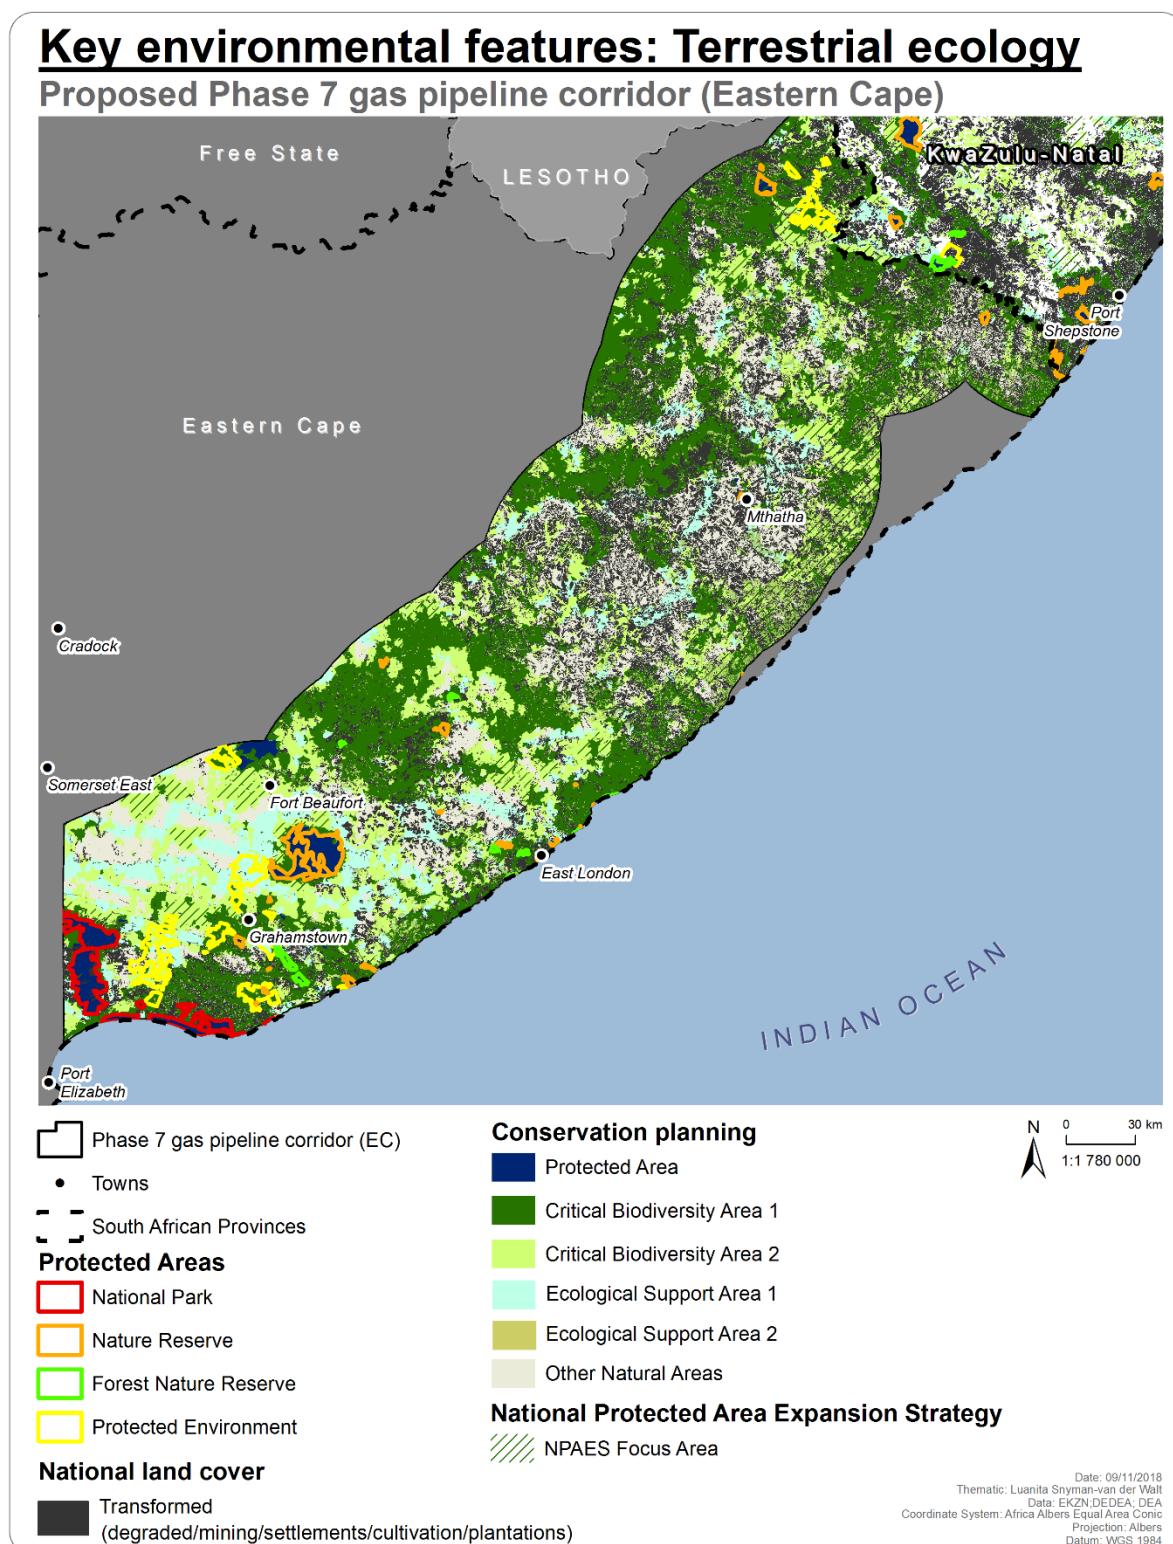 Key environmental features: Terrestrial ecology
Proposed Phase 7 gas pipeline corridor (Eastern Cape)
Free State
LESOTHO
KwaZulu-Natal
Port
Shepstone
Eastern Cape
Mthatha
Cradock
Somerset East
Fort Beaufort
East London
Grahamstown
INDIAN OCEAN
Port
Elizabeth
Phase 7 gas pipeline corridor (EC)
Towns
South African Provinces
Protected Areas
National Park
Nature Reserve
Forest Nature Reserve
Protected Environment
National land cover
Transformed
(degraded/mining/settlements/cultivation/plantations)
Conservation planning
Protected Area
Critical Biodiversity Area 1
Critical Biodiversity Area 2
Ecological Support Area 1
Ecological Support Area 2
Other Natural Areas
National Protected Area Expansion Strategy
NPAES Focus Area
N
0 30 km
1:1 780 000
Date: 09/11/2018
Thematic: Luanita Snyman-van der Walt
Data: EKZN;DEDEA; DEA
Coordinate System: Africa Albers Equal Area Conic
Projection: Albers
Datum: WGS 1984